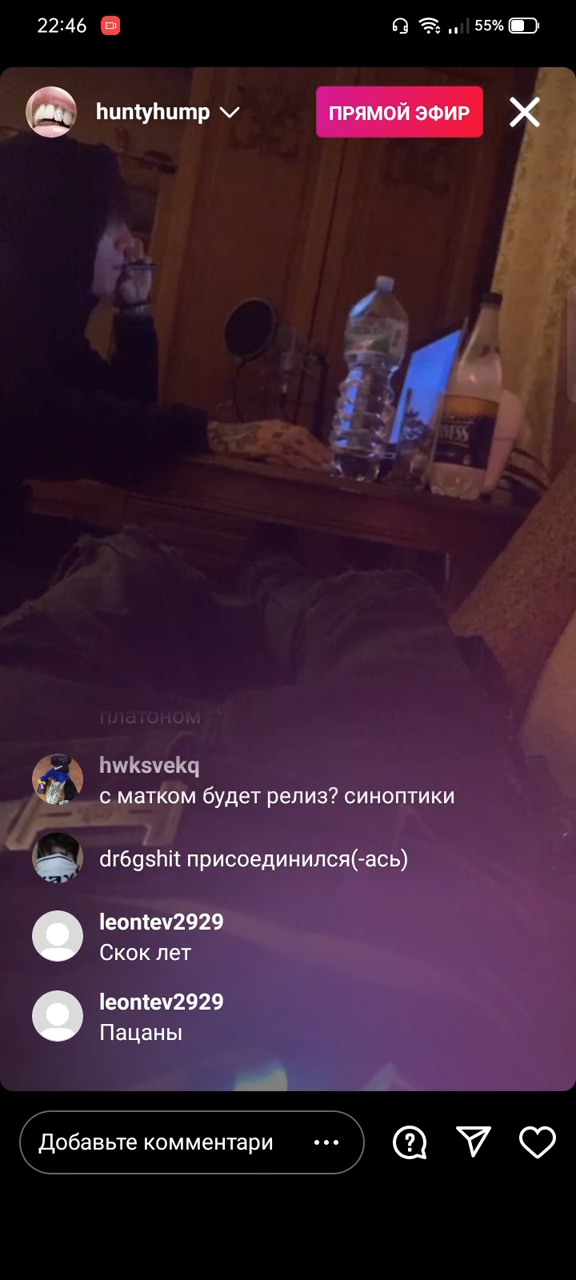 22:46
55%
huntyhump
ПРЯМОЙ ЭФИР
платоном
hwksvekq
с матком будет релиз? синоптики
dr6gshit присоединился(-ась)
leontev2929
Скок лет
leontev2929
Пацаны
Добавьте комментари